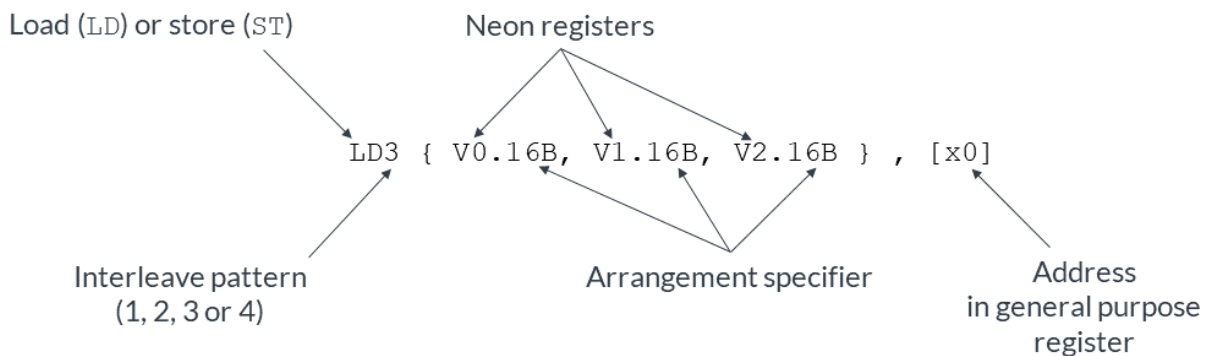 Load (LD) or store (ST)
Neon registers
LD3 { V0.16B, V1.16B, V2.16B } , [x0]
Interleave pattern
(1, 2, 3 or 4)
Arrangement specifier
Address
in general purpose
register